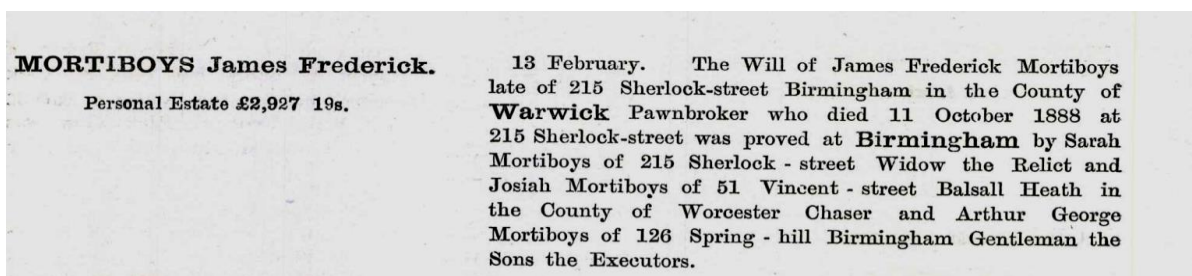 MORTIBOYS James Frederick.
Personal Estate £2,927 19s.
13 February. The Will of James Frederick Mortiboys
late of 215 Sherlock-street Birmingham in the County of
Warwick Pawnbroker who died 11 October 1888 at
215 Sherlock-street was proved at Birmingham by Sarah
Mortiboys of 215 Sherlock - street Widow the Relict and
Josiah Mortiboys of 51 Vincent - street Balsall Heath in
the County of Worcester Chaser and Arthur George
Mortiboys of 126 Spring - hill Birmingham Gentleman the
Sons the Executors.